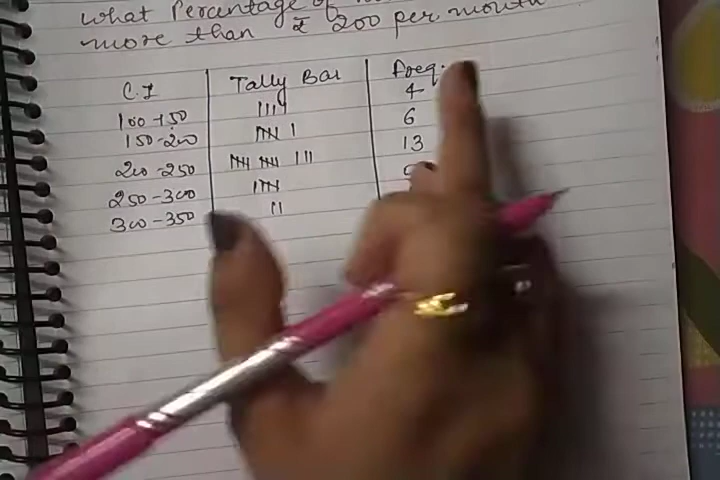 what Percentage of
more than ₹ 200 per month
C.I Tally Bar Freq.
100-150 |||| 4
150-200 𝍸 | 6
200-250 𝍸 𝍸 ||| 13
250-300 𝍸
300-350 ||